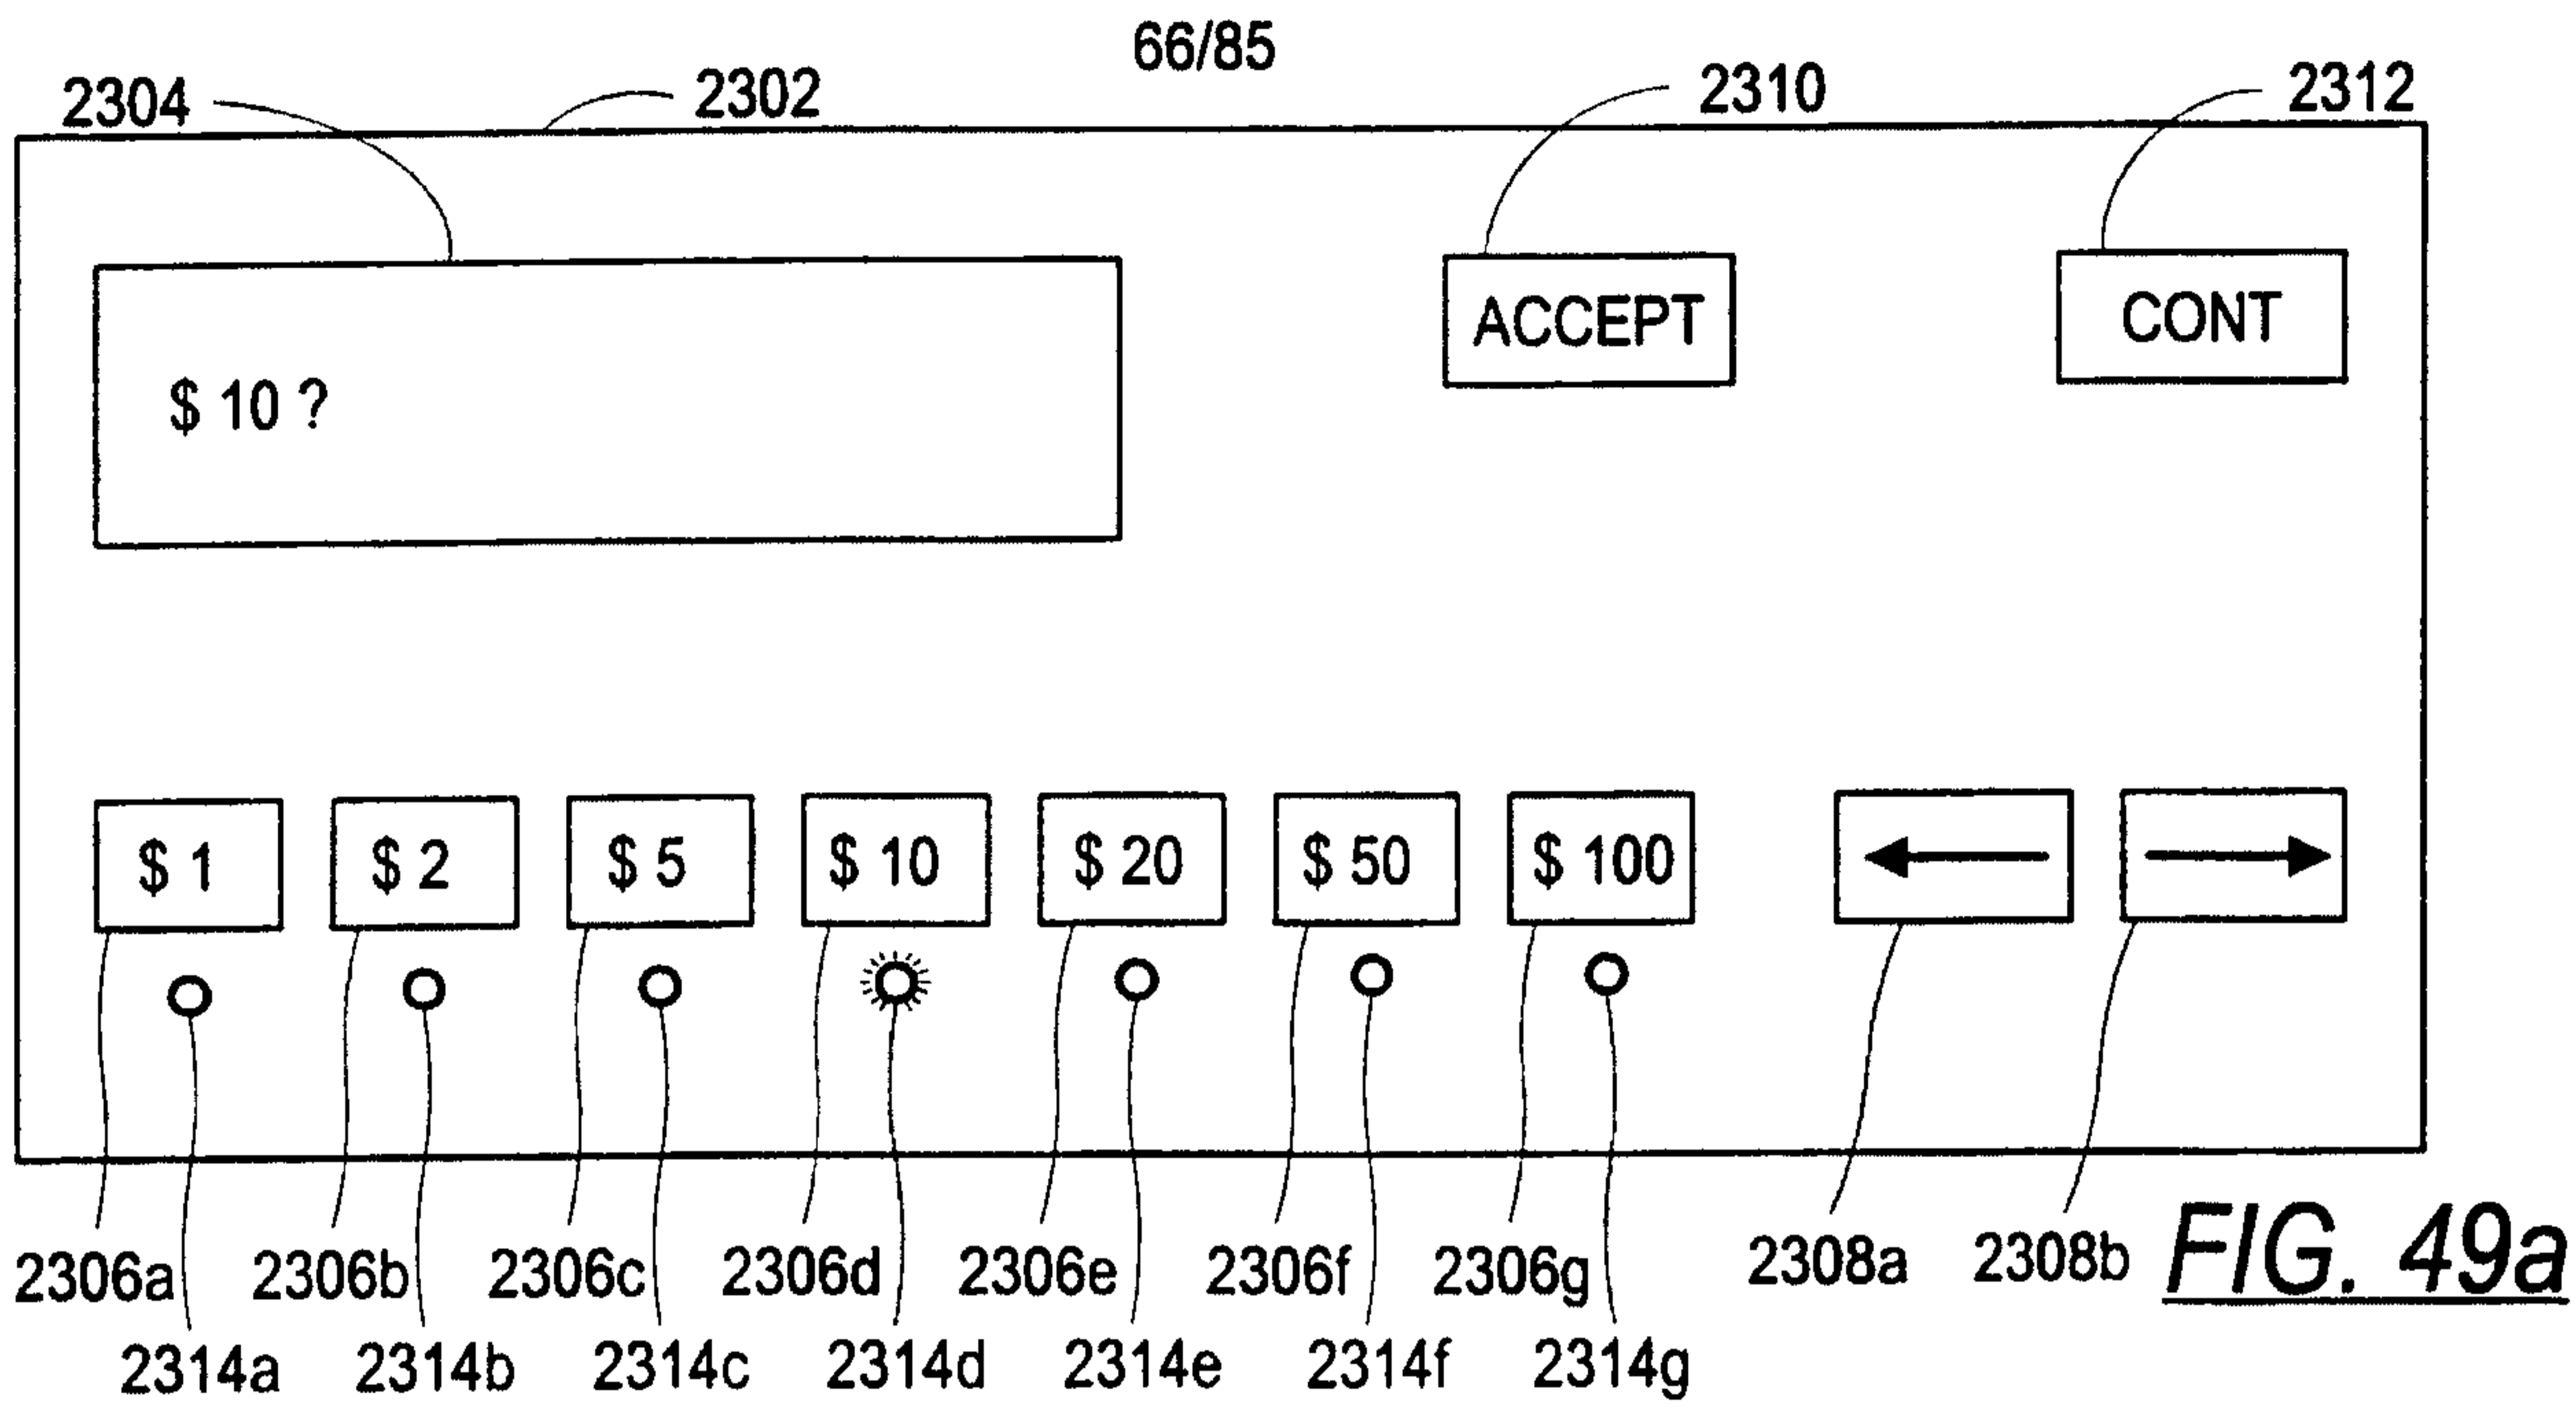 66/85
2304 2302 2310 2312
ACCEPT CONT
$ 10 ?
$ 1 $ 2 $ 5 $ 10 $ 20 $ 50 $ 100
2306a 2306b 2306c 2306d 2306e 2306f 2306g 2308a 2308b FIG. 49a
2314a 2314b 2314c 2314d 2314e 2314f 2314g